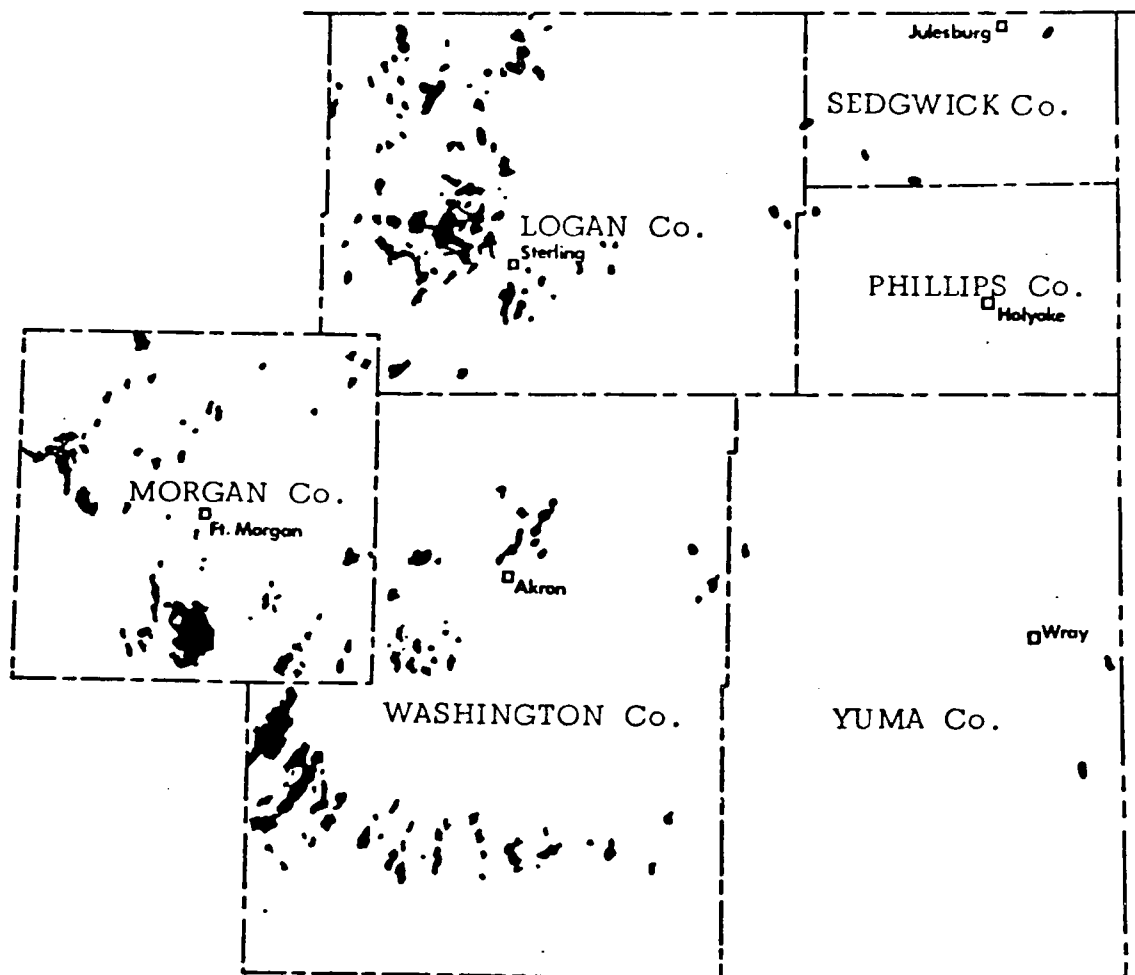 Julesburg
SEDGWICK Co.
LOGAN Co.
Sterling
PHILLIPS Co.
Holyoke
MORGAN Co.
Ft. Morgan
Akron
Wray
WASHINGTON Co.
YUMA Co.